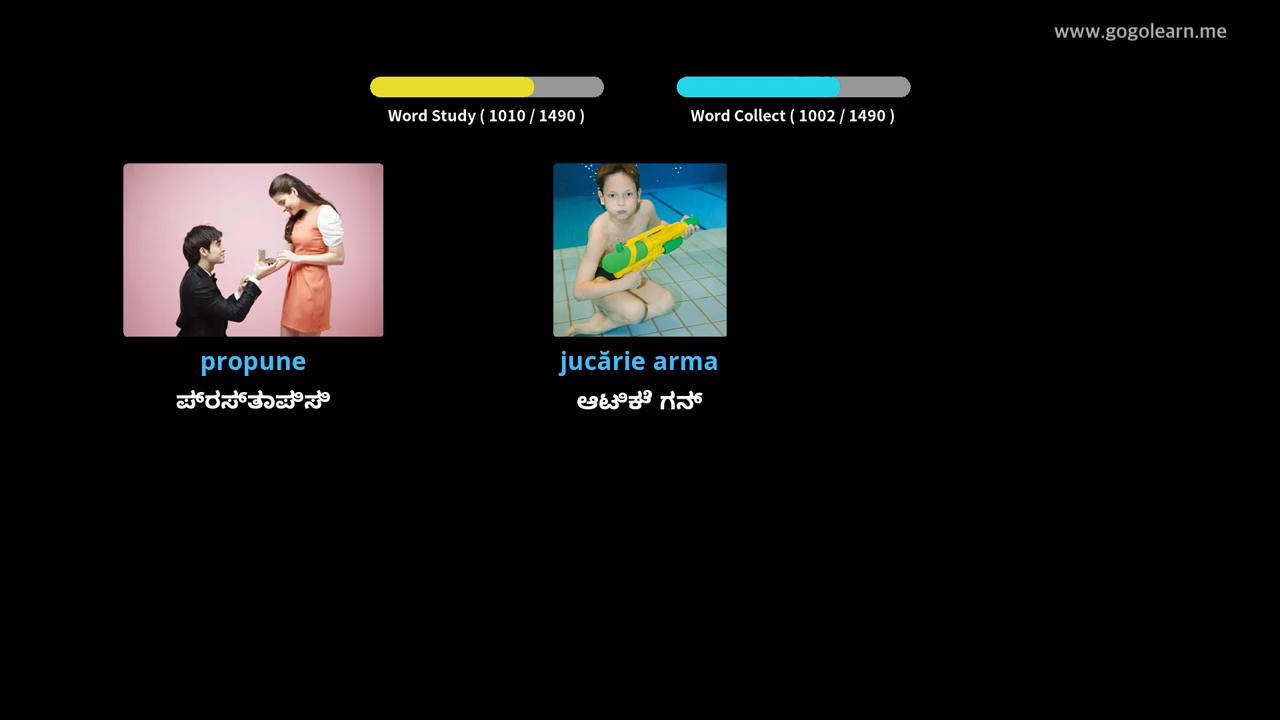 www.gogolearn.me
Word Study ( 1010 / 1490 )
Word Collect ( 1002 / 1490 )
propune
ಪ್ರಸ್ತಾಪಿಸಿ
jucărie arma
ಆಟಿಕೆ ಗನ್